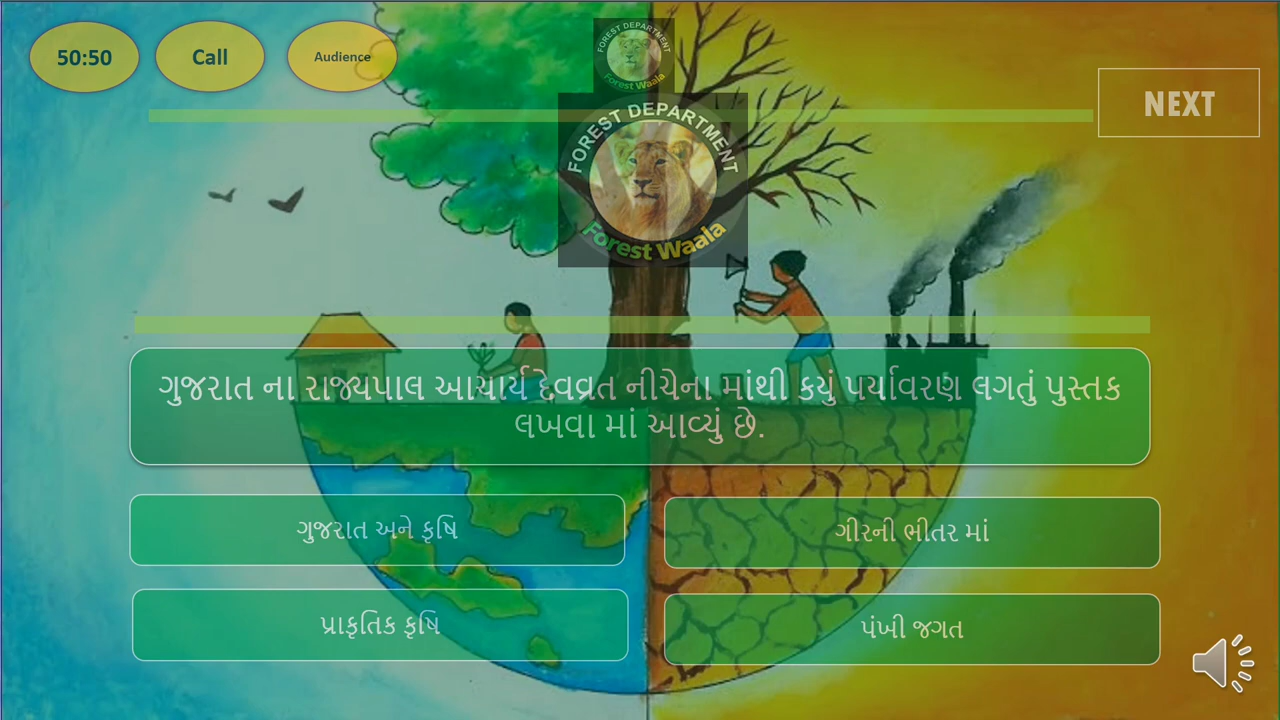 50:50
Call
Audience
FOREST DEPARTMENT
Forest Waala
NEXT
FOREST DEPARTMENT
Forest Waala
ગુજરાત ના રાજ્યપાલ આચાર્ય દેવવ્રત નીચેના માંથી કયું પર્યાવરણ લગતું પુસ્તક
લખવા માં આવ્યું છે.
ગુજરાત અને કૃષિ
ગીરની ભીતર માં
પ્રાકૃતિક કૃષિ
પંખી જગત